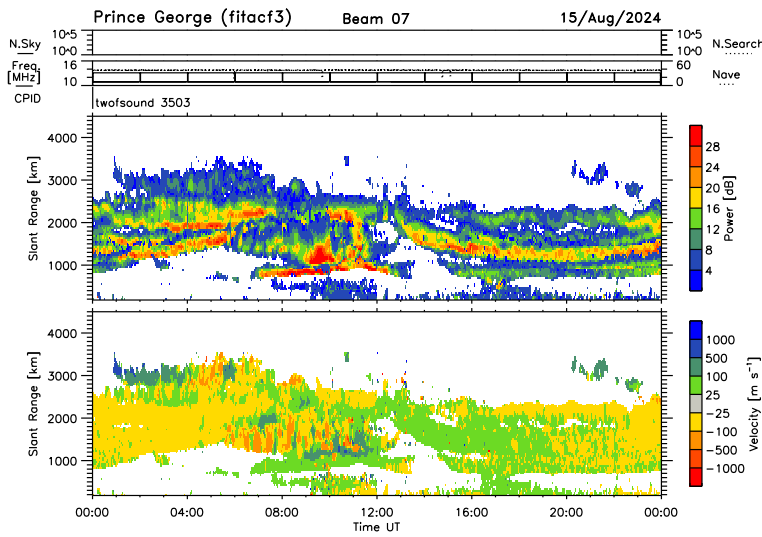 Prince George (fitacf3) Beam 07 15/Aug/2024
N.Sky 10^5 10^5 N.Search
10^0 10^0
Freq. 16 60 Nave
[MHz] 10 0
CPID twofsound 3503
Slant Range [km]
4000
3000
2000
1000
28
24
20
16
12
8
4
Power [dB]
Slant Range [km]
4000
3000
2000
1000
1000
500
100
25
-25
-100
-500
-1000
Velocity [m s⁻¹]
00:00 04:00 08:00 12:00 16:00 20:00 00:00
Time UT